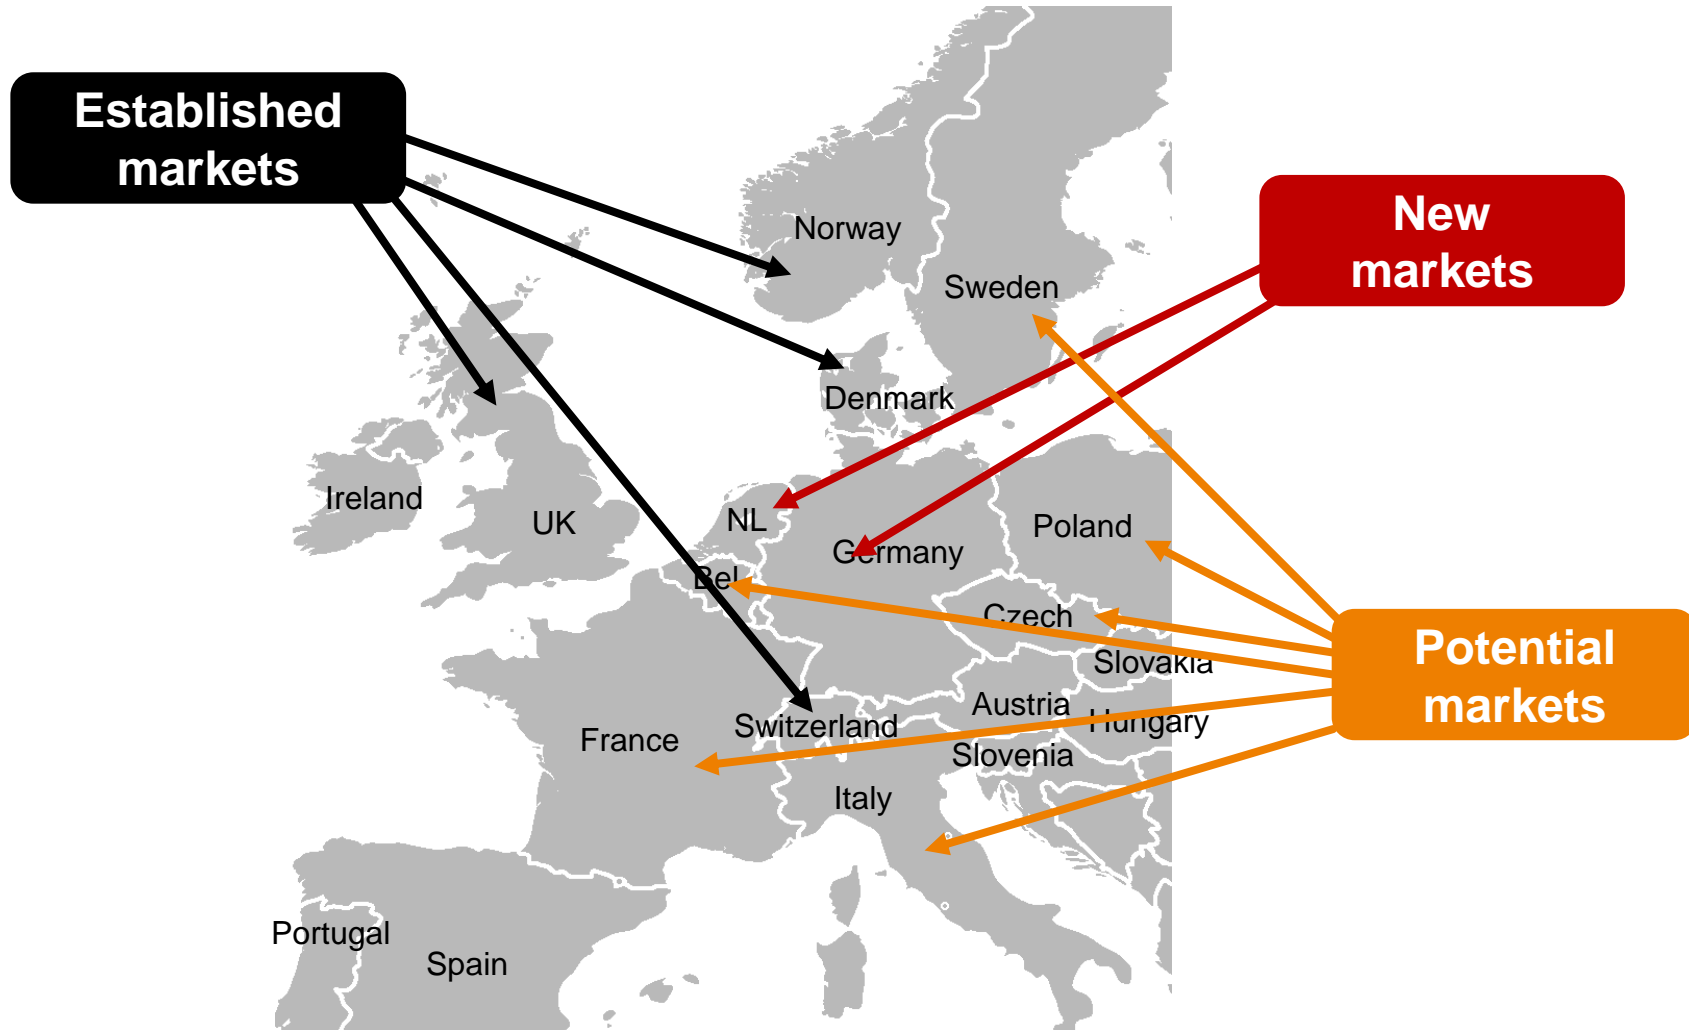 Established
markets
New
markets
Norway
Sweden
Denmark
Ireland
UK
NL
Germany
Poland
Bel
Czech
Slovakia
Austria
Hungary
Switzerland
France
Slovenia
Italy
Potential
markets
Portugal
Spain